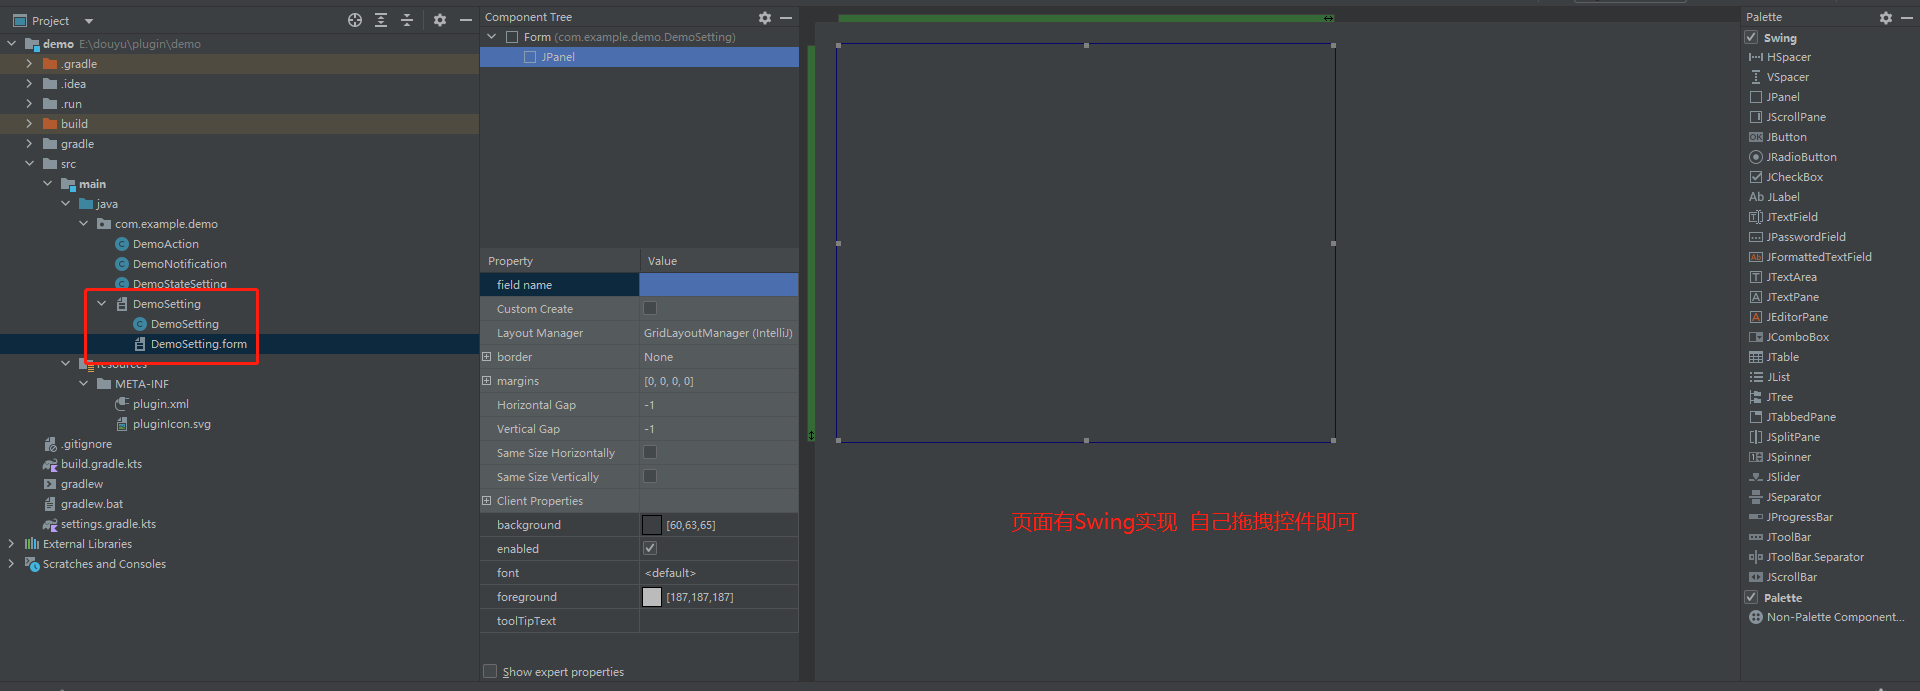 Project
demo E:\douyu\plugin\demo
.gradle
.idea
.run
build
gradle
src
main
java
com.example.demo
DemoAction
DemoNotification
DemoStateSetting
DemoSetting
DemoSetting
DemoSetting.form
resources
META-INF
plugin.xml
pluginIcon.svg
.gitignore
build.gradle.kts
gradlew
gradlew.bat
settings.gradle.kts
External Libraries
Scratches and Consoles
Component Tree
Form (com.example.demo.DemoSetting)
JPanel
Property Value
field name
Custom Create
Layout Manager GridLayoutManager (IntelliJ)
border None
margins [0, 0, 0, 0]
Horizontal Gap -1
Vertical Gap -1
Same Size Horizontally
Same Size Vertically
Client Properties
background [60,63,65]
enabled
font <default>
foreground [187,187,187]
toolTipText
Show expert properties
页面有Swing实现 自己拖拽控件即可
Palette
Swing
HSpacer
VSpacer
JPanel
JScrollPane
JButton
JRadioButton
JCheckBox
JLabel
JTextField
JPasswordField
JFormattedTextField
JTextArea
JTextPane
JEditorPane
JComboBox
JTable
JList
JTree
JTabbedPane
JSplitPane
JSpinner
JSlider
JSeparator
JProgressBar
JToolBar
JToolBar.Separator
JScrollBar
Palette
Non-Palette Component...